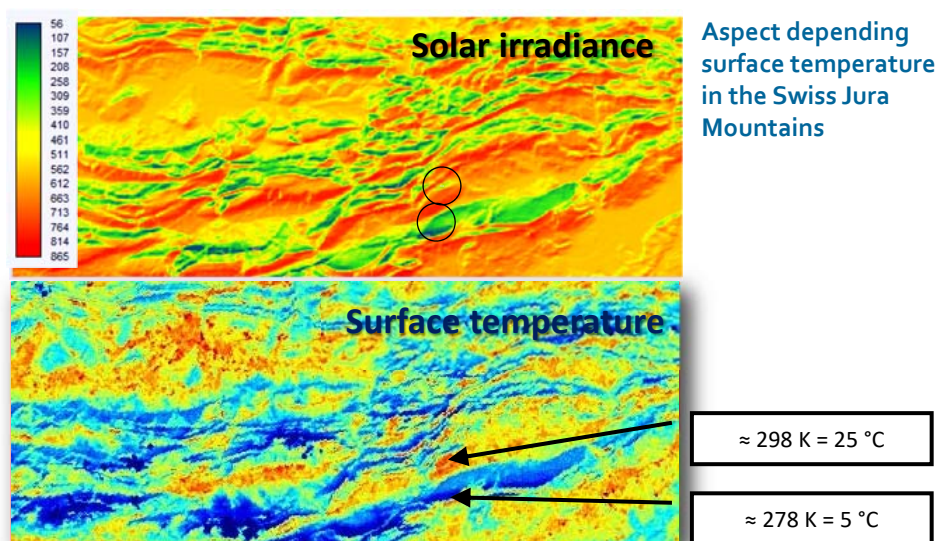 56
107
157
208
258
309
359
410
461
511
562
612
663
713
764
814
865
Solar irradiance
Aspect depending
surface temperature
in the Swiss Jura
Mountains
Surface temperature
≈ 298 K = 25 °C
≈ 278 K = 5 °C